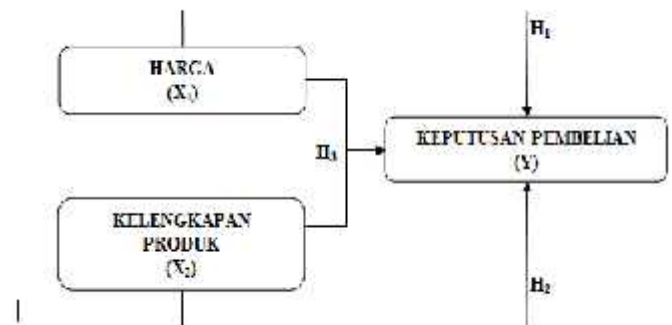 H₁
HARGA
(X₁)
KEPUTUSAN PEMBELIAN
(Y)
H₃
KELENGKAPAN
PRODUK
(X₂)
H₂